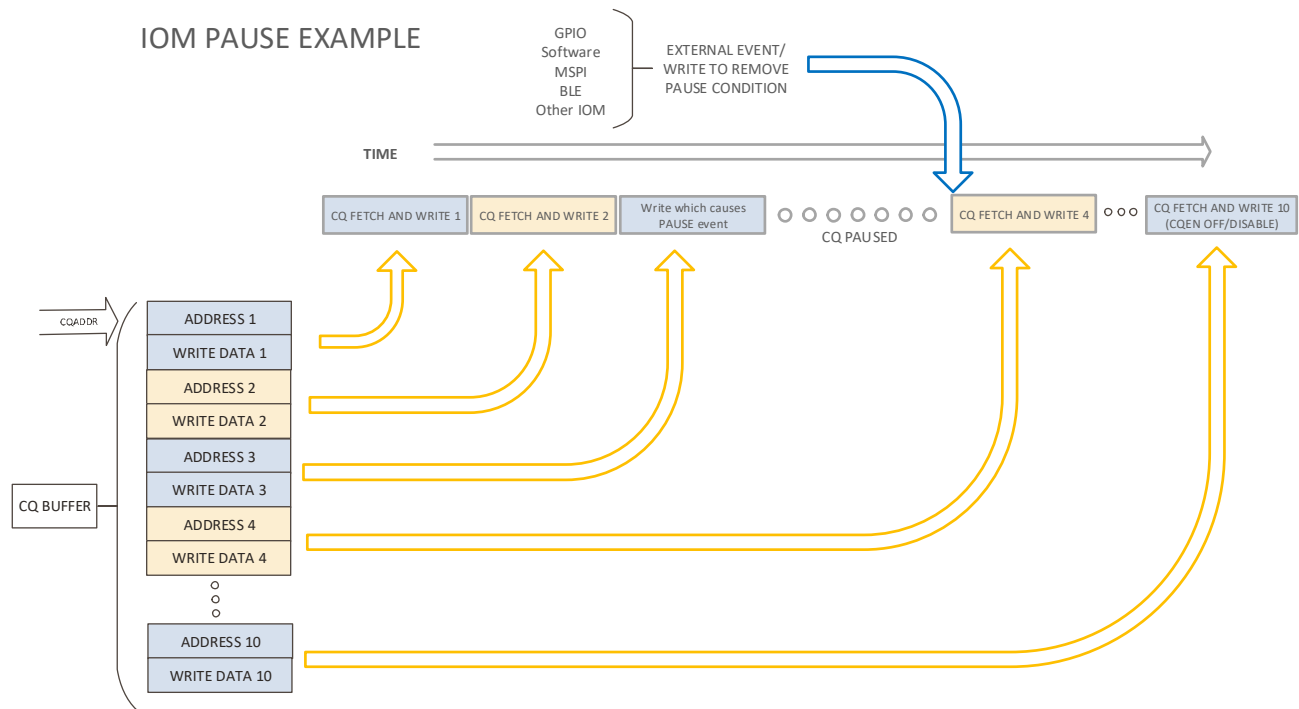 IOM PAUSE EXAMPLE
GPIO
Software
MSPI
BLE
Other IOM
EXTERNAL EVENT/
WRITE TO REMOVE
PAUSE CONDITION
TIME
CQ FETCH AND WRITE 1
CQ FETCH AND WRITE 2
Write which causes
PAUSE event
CQ PAUSED
CQ FETCH AND WRITE 4
CQ FETCH AND WRITE 10
(CQEN OFF/DISABLE)
CQADDR
ADDRESS 1
WRITE DATA 1
ADDRESS 2
WRITE DATA 2
ADDRESS 3
WRITE DATA 3
CQ BUFFER
ADDRESS 4
WRITE DATA 4
ADDRESS 10
WRITE DATA 10